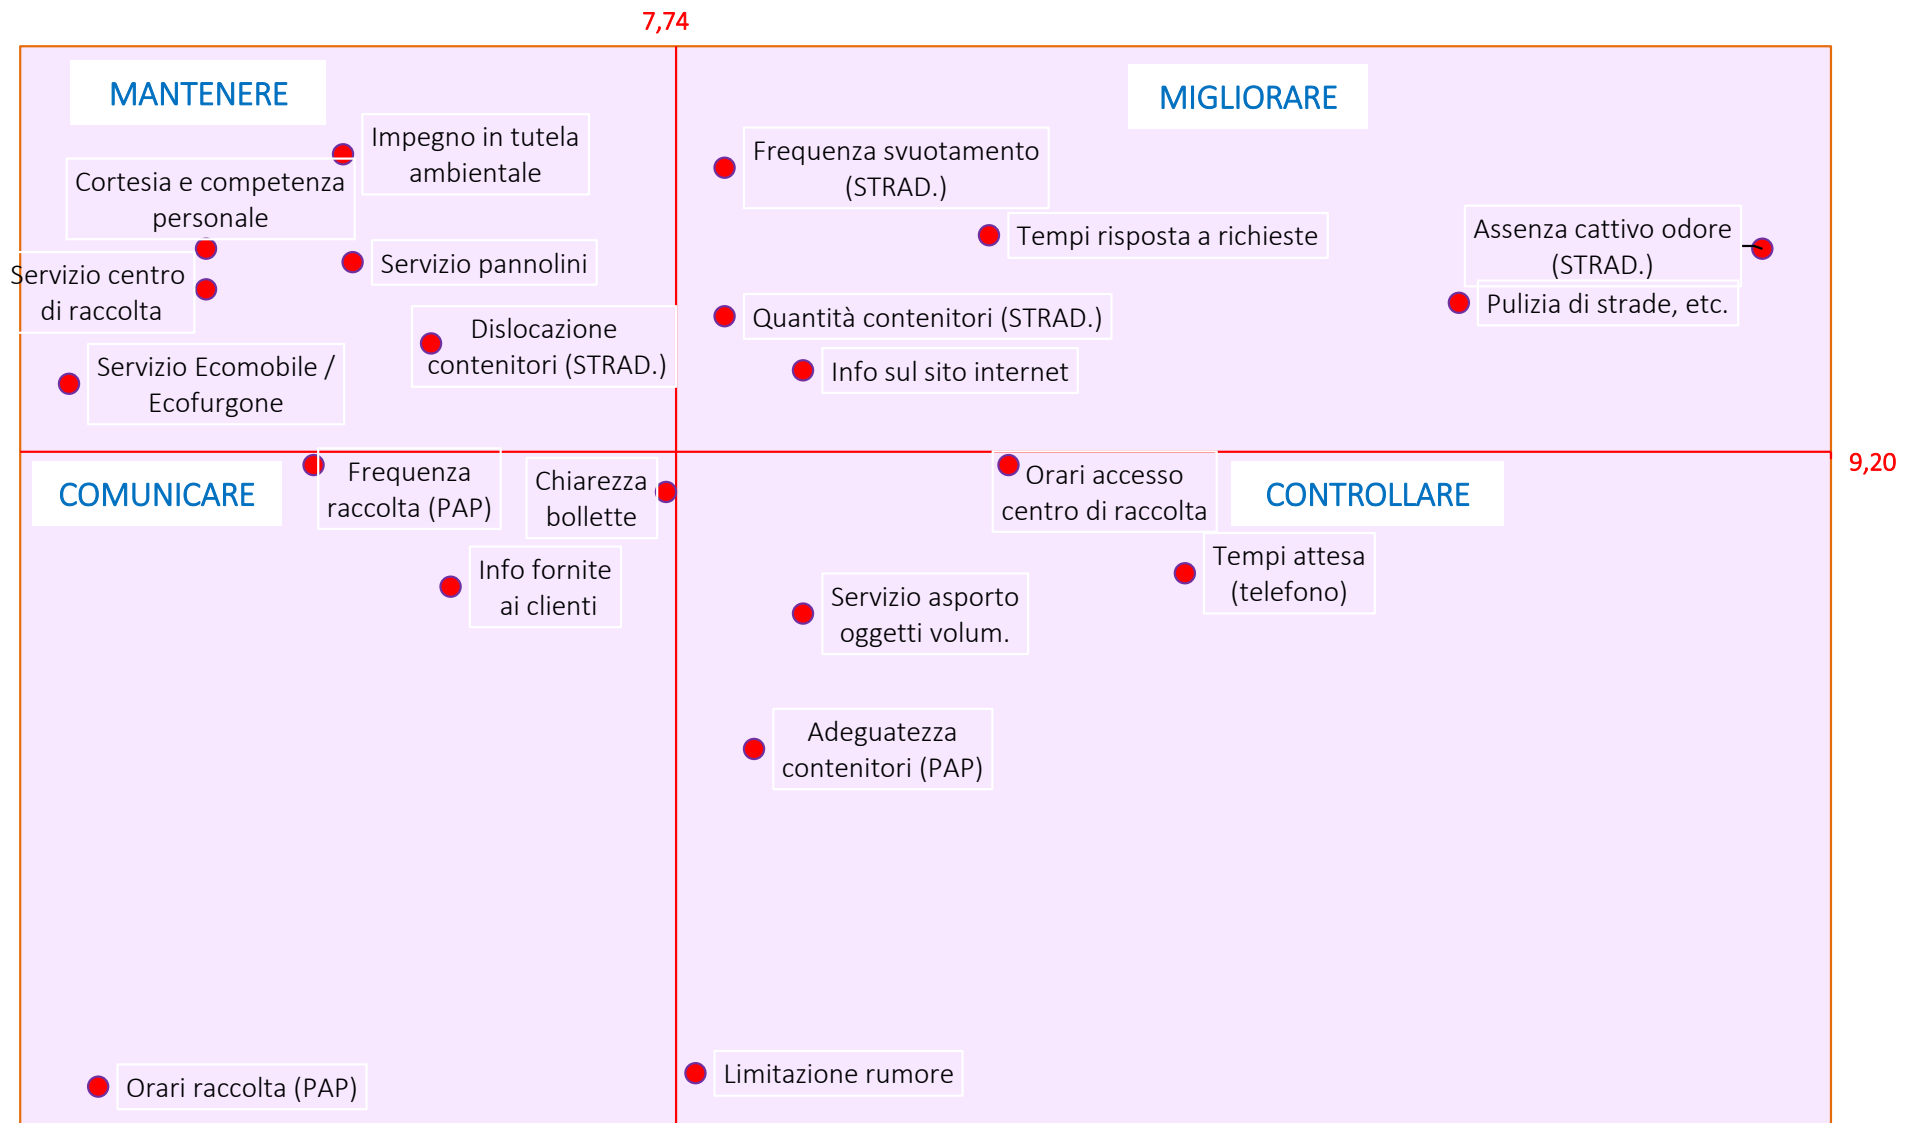 7,74
MANTENERE
MIGLIORARE
Impegno in tutela
ambientale
Frequenza svuotamento
(STRAD.)
Cortesia e competenza
personale
Tempi risposta a richieste
Assenza cattivo odore
(STRAD.)
Servizio centro
di raccolta
Servizio pannolini
Pulizia di strade, etc.
Dislocazione
contenitori (STRAD.)
Quantità contenitori (STRAD.)
Servizio Ecomobile /
Ecofurgone
Info sul sito internet
9,20
COMUNICARE
Frequenza
raccolta (PAP)
Chiarezza
bollette
Orari accesso
centro di raccolta
CONTROLLARE
Info fornite
ai clienti
Tempi attesa
(telefono)
Servizio asporto
oggetti volum.
Adeguatezza
contenitori (PAP)
Orari raccolta (PAP)
Limitazione rumore